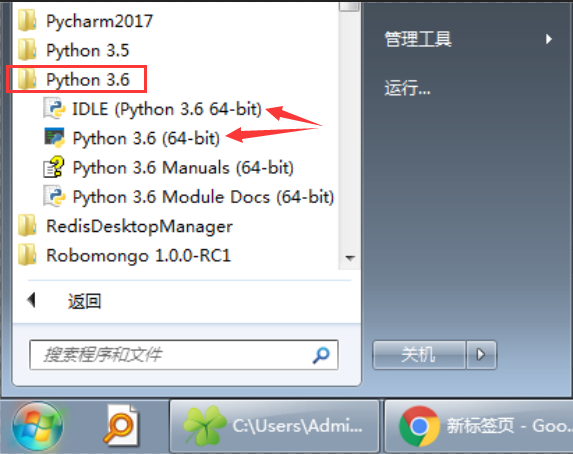 Pycharm2017
Python 3.5
Python 3.6
IDLE (Python 3.6 64-bit)
Python 3.6 (64-bit)
Python 3.6 Manuals (64-bit)
Python 3.6 Module Docs (64-bit)
RedisDesktopManager
Robomongo 1.0.0-RC1
返回
搜索程序和文件
管理工具
运行...
关机
C:\Users\Admi...
新标签页 - Goo...